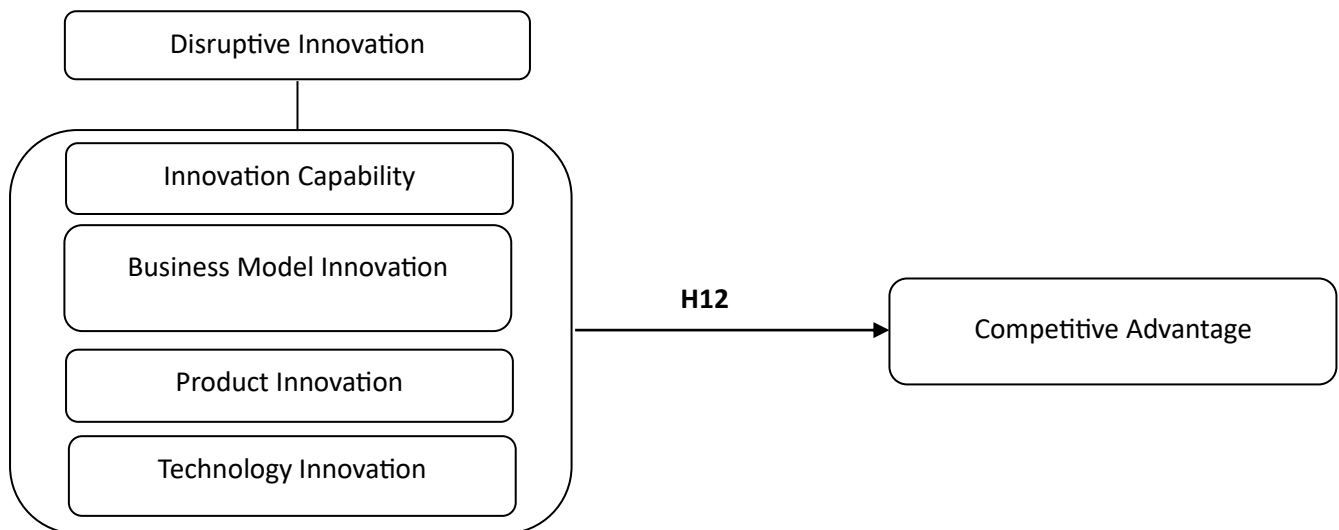 Disruptive Innovation
Innovation Capability
Business Model Innovation
H12
Competitive Advantage
Product Innovation
Technology Innovation